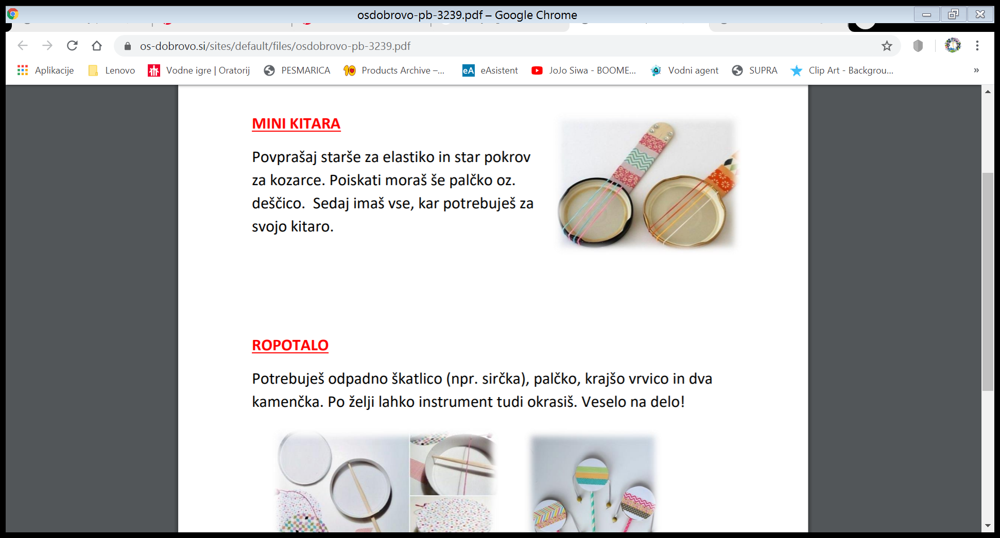 osdobrovo-pb-3239.pdf – Google Chrome
os-dobrovo.si/sites/default/files/osdobrovo-pb-3239.pdf
Aplikacije Lenovo Vodne igre | Oratorij PESMARICA Products Archive –... eA eAsistent JoJo Siwa - BOOME... Vodni agent SUPRA Clip Art - Backgrou... »
MINI KITARA
Povprašaj starše za elastiko in star pokrov
za kozarce. Poiskati moraš še palčko oz.
deščico.  Sedaj imaš vse, kar potrebuješ za
svojo kitaro.
ROPOTALO
Potrebuješ odpadno škatlico (npr. sirčka), palčko, krajšo vrvico in dva
kamenčka. Po želji lahko instrument tudi okrasiš. Veselo na delo!